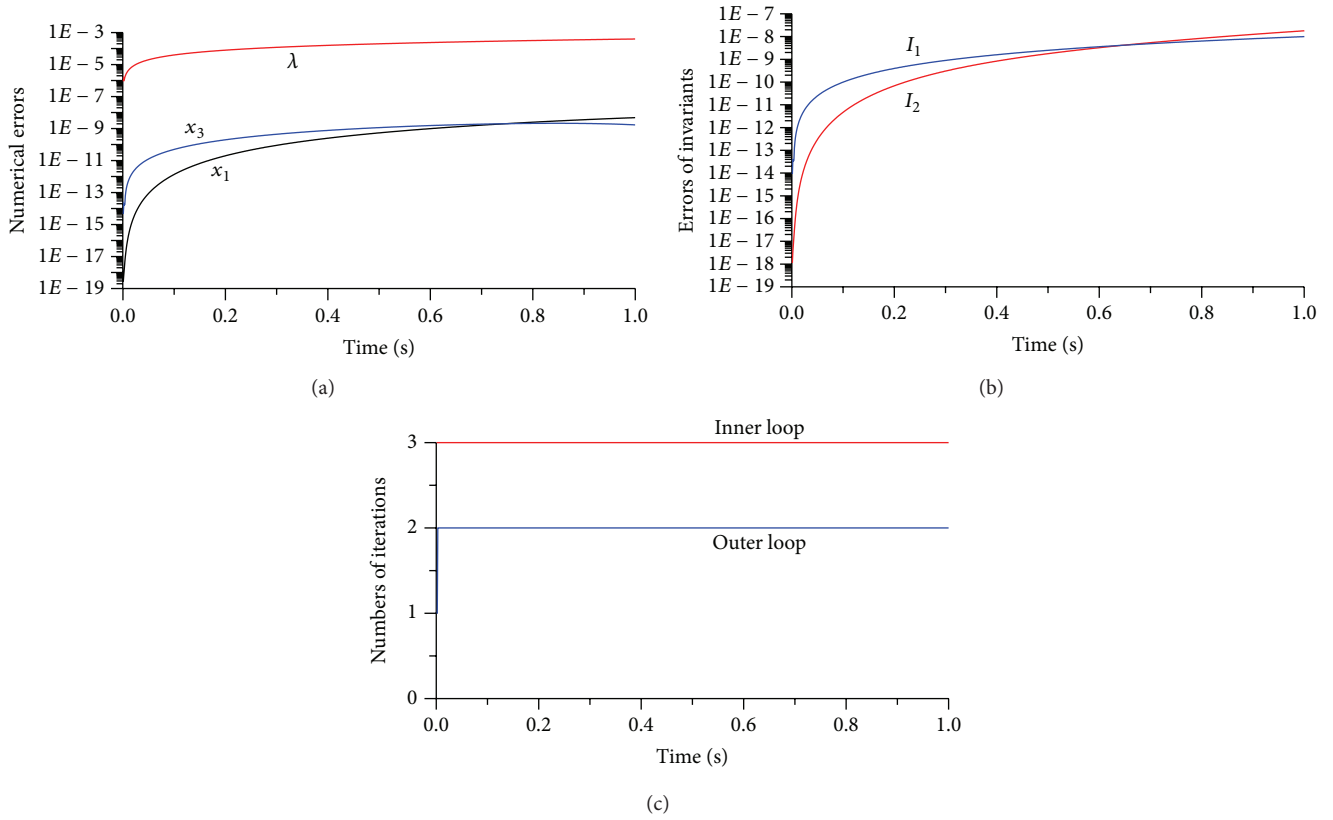 1E − 3
1E − 5
1E − 7
1E − 9
1E − 11
1E − 13
1E − 15
1E − 17
1E − 19
Numerical errors
λ
x3
x1
0.0 0.2 0.4 0.6 0.8 1.0
Time (s)
(a)
1E − 7
1E − 8
1E − 9
1E − 10
1E − 11
1E − 12
1E − 13
1E − 14
1E − 15
1E − 16
1E − 17
1E − 18
1E − 19
Errors of invariants
I1
I2
0.0 0.2 0.4 0.6 0.8 1.0
Time (s)
(b)
3
2
1
0
Numbers of iterations
Inner loop
Outer loop
0.0 0.2 0.4 0.6 0.8 1.0
Time (s)
(c)